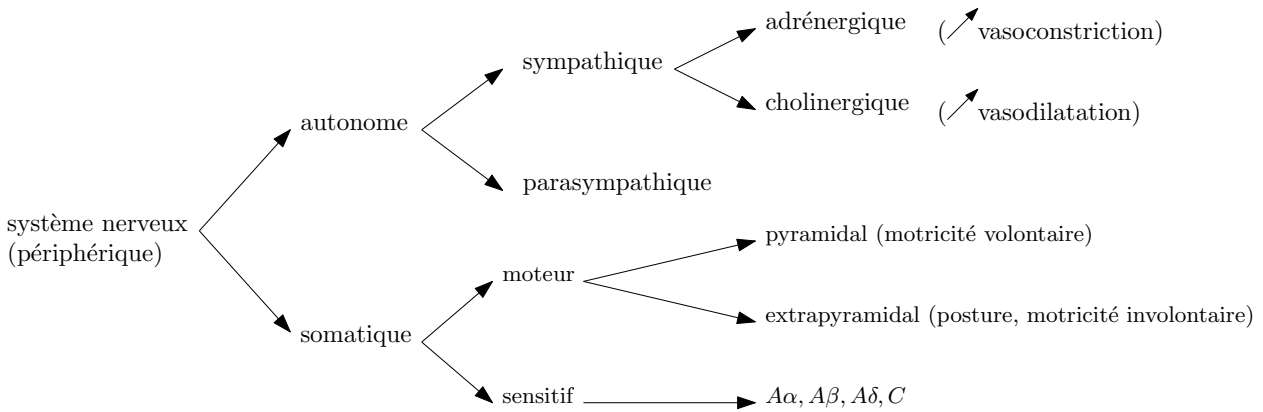 adrénergique (↗vasoconstriction)
sympathique
cholinergique (↗vasodilatation)
autonome
parasympathique
système nerveux
(périphérique)
pyramidal (motricité volontaire)
moteur
extrapyramidal (posture, motricité involontaire)
somatique
sensitif
Aα, Aβ, Aδ, C